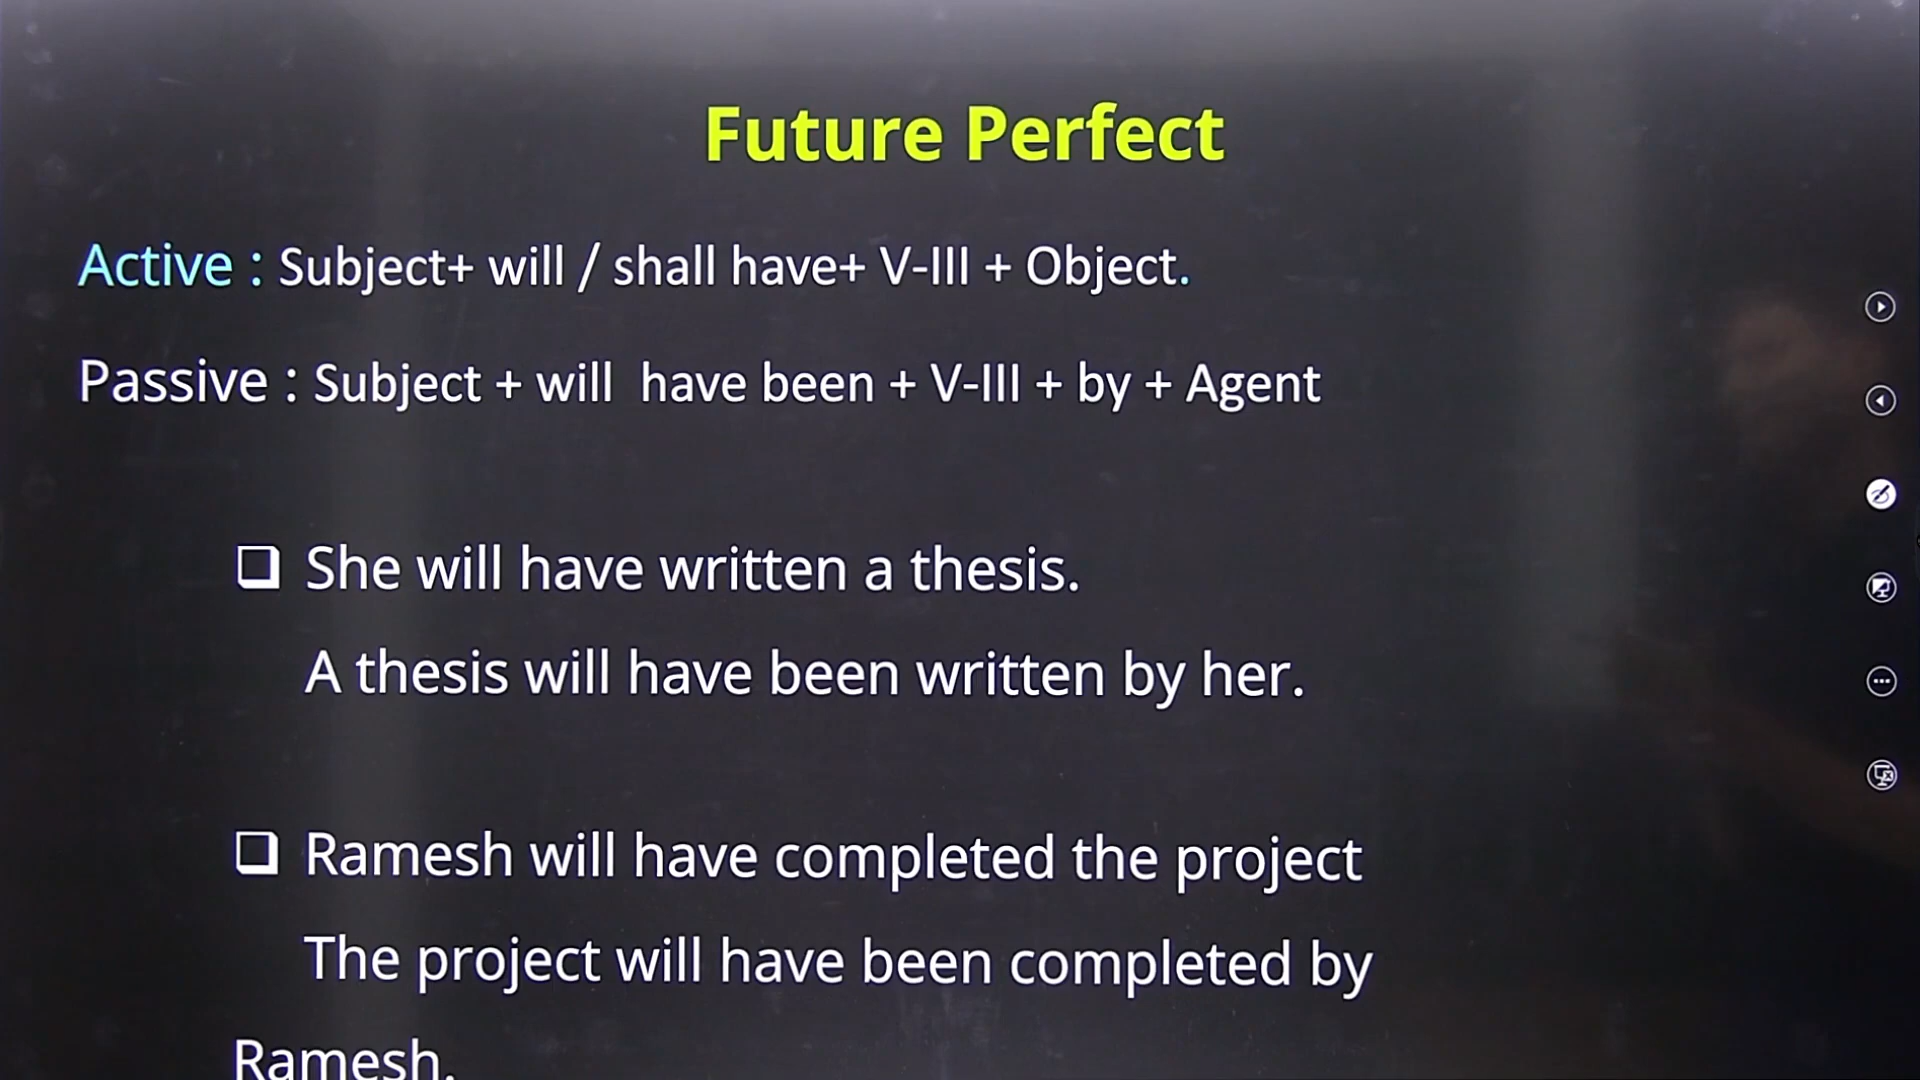 Future Perfect
Active : Subject+ will / shall have+ V-III + Object.
Passive : Subject + will have been + V-III + by + Agent
She will have written a thesis.
A thesis will have been written by her.
Ramesh will have completed the project
The project will have been completed by
Ramesh.